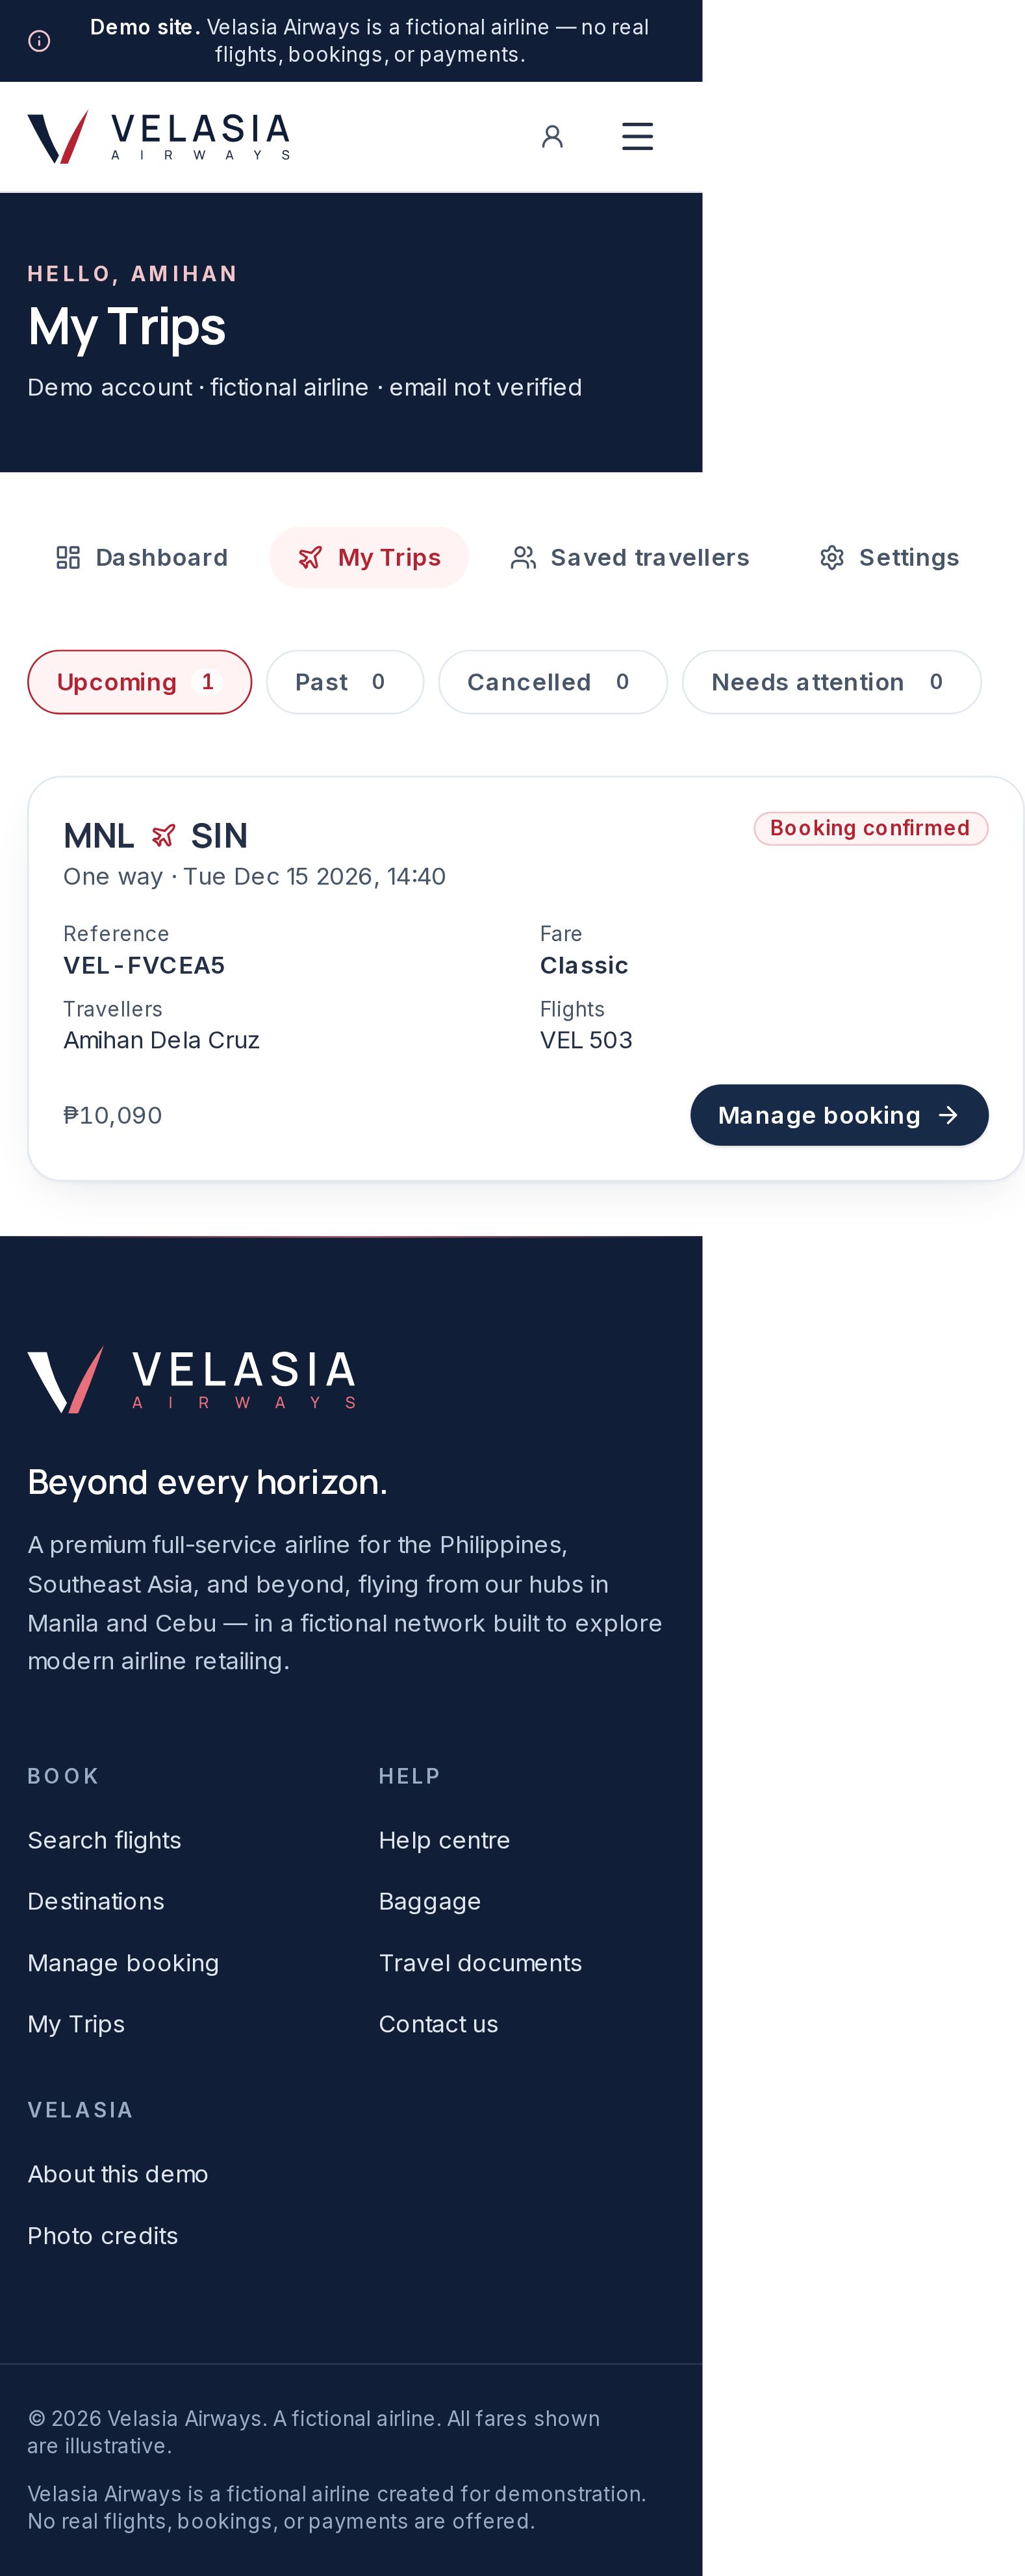 Demo site. Velasia Airways is a fictional airline — no real
flights, bookings, or payments.
VELASIA
AIRWAYS
HELLO, AMIHAN
My Trips
Demo account · fictional airline · email not verified
Dashboard My Trips Saved travellers Settings
Upcoming 1 Past 0 Cancelled 0 Needs attention 0
MNL SIN Booking confirmed
One way · Tue Dec 15 2026, 14:40
Reference Fare
VEL-FVCEA5 Classic
Travellers Flights
Amihan Dela Cruz VEL 503
₱10,090 Manage booking →
VELASIA
AIRWAYS
Beyond every horizon.
A premium full-service airline for the Philippines,
Southeast Asia, and beyond, flying from our hubs in
Manila and Cebu — in a fictional network built to explore
modern airline retailing.
BOOK HELP
Search flights Help centre
Destinations Baggage
Manage booking Travel documents
My Trips Contact us
VELASIA
About this demo
Photo credits
© 2026 Velasia Airways. A fictional airline. All fares shown
are illustrative.
Velasia Airways is a fictional airline created for demonstration.
No real flights, bookings, or payments are offered.